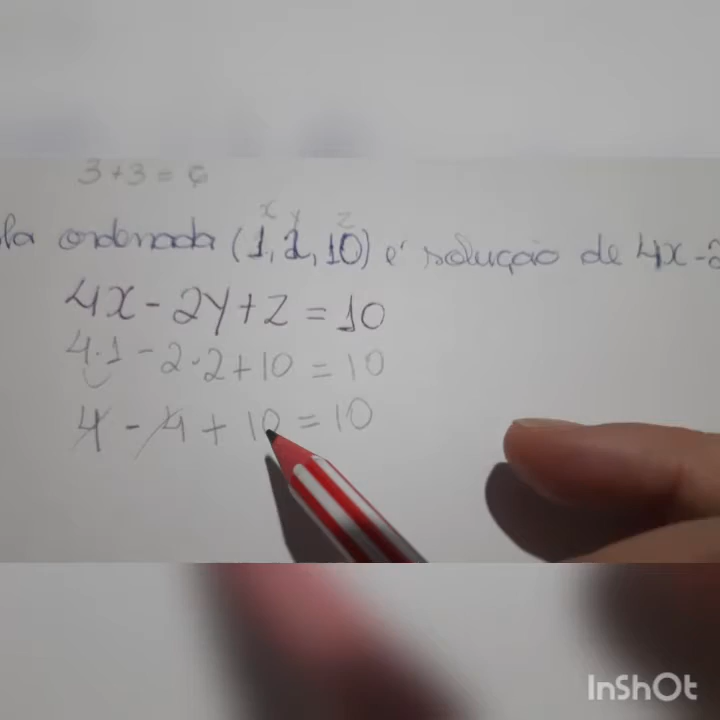 3+3=6
x y z
la ordenada (1, 2, 10) é solução de 4x-2
4x - 2y + z = 10
4.1 - 2.2 + 10 = 10
4 - 4 + 10 = 10
InShOt